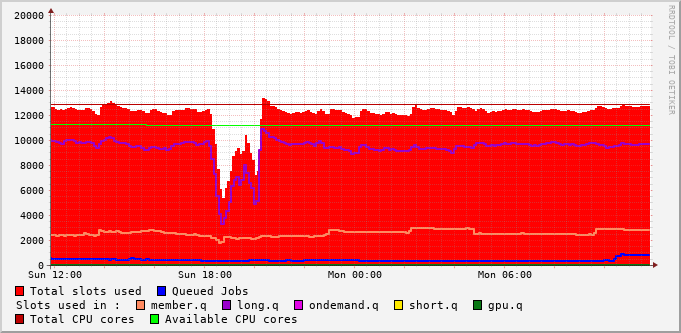 20000
18000
16000
14000
12000
10000
8000
6000
4000
2000
0
Sun 12:00 Sun 18:00 Mon 00:00 Mon 06:00
Total slots used Queued Jobs
Slots used in : member.q long.q ondemand.q short.q gpu.q
Total CPU cores Available CPU cores
RRDTOOL / TOBI OETIKER